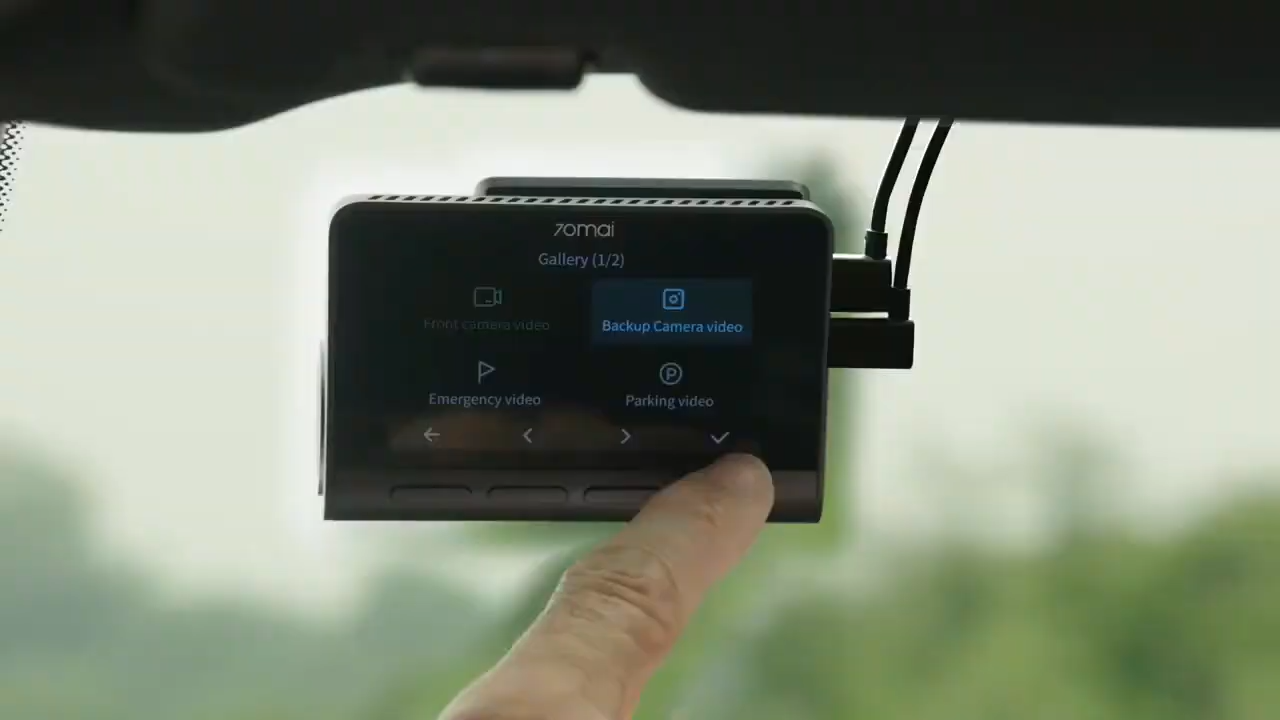 70mai
Gallery (1/2)
Front camera video
Backup Camera video
Emergency video
P
Parking video